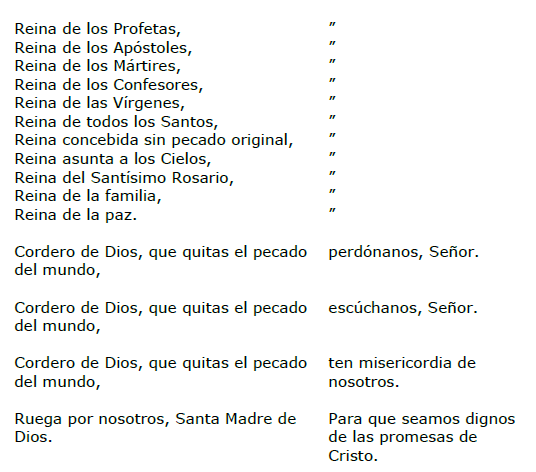 Reina de los Profetas, ”
Reina de los Apóstoles, ”
Reina de los Mártires, ”
Reina de los Confesores, ”
Reina de las Vírgenes, ”
Reina de todos los Santos, ”
Reina concebida sin pecado original, ”
Reina asunta a los Cielos, ”
Reina del Santísimo Rosario, ”
Reina de la familia, ”
Reina de la paz. ”
Cordero de Dios, que quitas el pecado perdónanos, Señor.
del mundo,
Cordero de Dios, que quitas el pecado escúchanos, Señor.
del mundo,
Cordero de Dios, que quitas el pecado ten misericordia de
del mundo, nosotros.
Ruega por nosotros, Santa Madre de Para que seamos dignos
Dios. de las promesas de
Cristo.